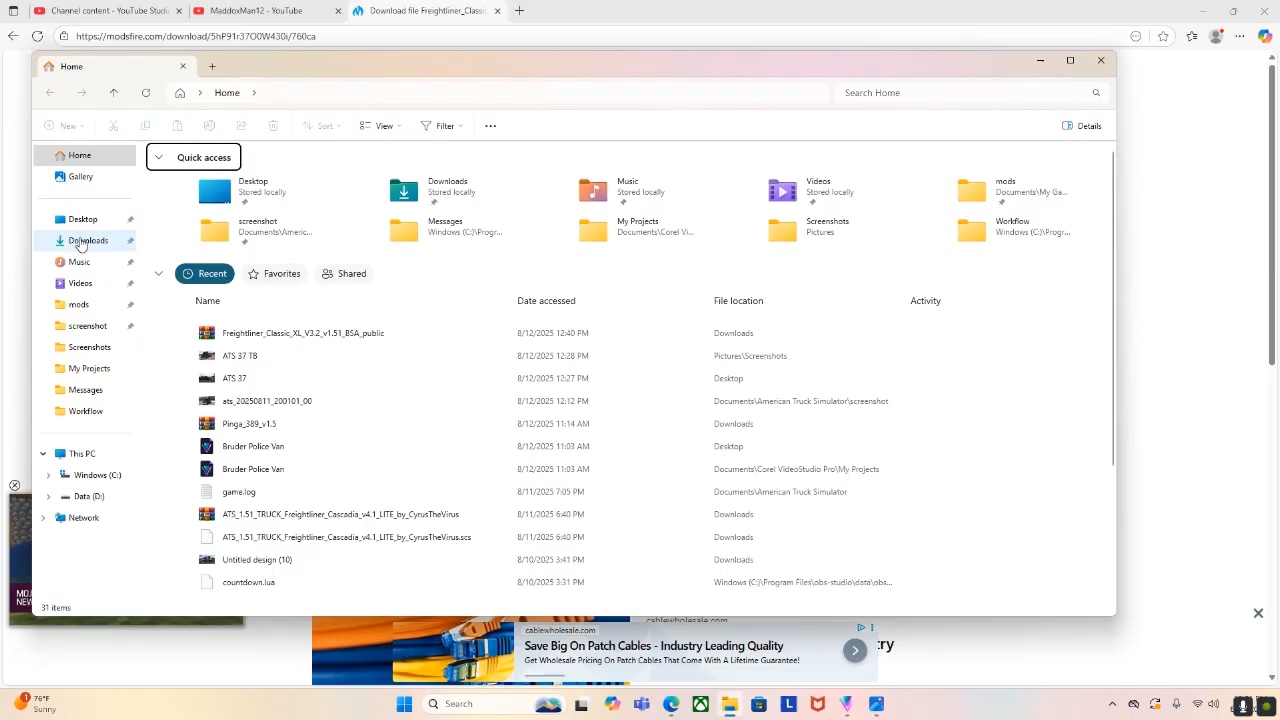 Channel content - YouTube Studio
MaddoxMan12 - YouTube
Download file Freightliner_Classic
https://modsfire.com/download/5hP91r37O0W430j/760ca
Home
Home
Search Home
New
Sort
View
Filter
Details
Home
Gallery
Desktop
Downloads
Music
Videos
mods
screenshot
Screenshots
My Projects
Messages
Workflow
This PC
Windows (C:)
Data (D:)
Network
31 items
Quick access
Desktop
Stored locally
Downloads
Stored locally
Music
Stored locally
Videos
Stored locally
mods
Documents\My Ga...
screenshot
Documents\Americ...
Messages
Windows (C:)\Progr...
My Projects
Documents\Corel Vi...
Screenshots
Pictures
Workflow
Windows (C:)\Progr...
Recent Favorites Shared
Name Date accessed File location Activity
Freightliner_Classic_XL_V3.2_v1.51_BSA_public 8/12/2025 12:40 PM Downloads
ATS 37 TB 8/12/2025 12:28 PM Pictures\Screenshots
ATS 37 8/12/2025 12:27 PM Desktop
ats_20250811_200101_00 8/12/2025 12:12 PM Documents\American Truck Simulator\screenshot
Pinga_389_v1.5 8/12/2025 11:14 AM Downloads
Bruder Police Van 8/12/2025 11:03 AM Desktop
Bruder Police Van 8/12/2025 11:03 AM Documents\Corel VideoStudio Pro\My Projects
game.log 8/11/2025 7:05 PM Documents\American Truck Simulator
ATS_1.51_TRUCK_Freightliner_Cascadia_v4.1_LITE_by_CyrusTheVirus 8/11/2025 6:40 PM Downloads
ATS_1.51_TRUCK_Freightliner_Cascadia_v4.1_LITE_by_CyrusTheVirus.scs 8/11/2025 6:40 PM Downloads
Untitled design (10) 8/10/2025 3:41 PM Downloads
countdown.lua 8/10/2025 3:31 PM Windows (C:)\Program Files\obs-studio\data\obs...
cablewholesale.com
Save Big On Patch Cables - Industry Leading Quality
Get Wholesale Pricing On Patch Cables That Come With A Lifetime Guarantee!
1
76°F
Sunny
Search